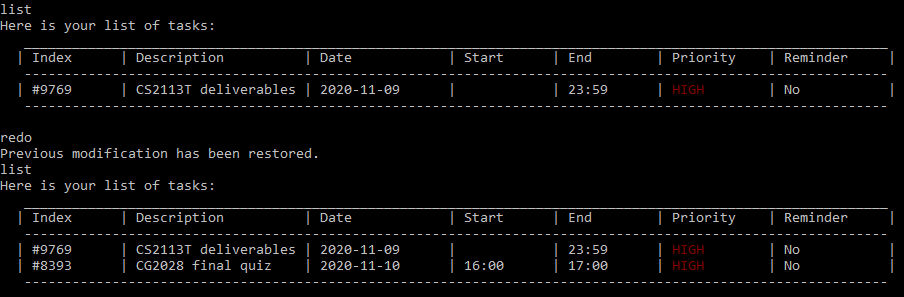 list
Here is your list of tasks:
| Index | Description | Date | Start | End | Priority | Reminder |
| #9769 | CS2113T deliverables | 2020-11-09 | | 23:59 | HIGH | No |
redo
Previous modification has been restored.
list
Here is your list of tasks:
| Index | Description | Date | Start | End | Priority | Reminder |
| #9769 | CS2113T deliverables | 2020-11-09 | | 23:59 | HIGH | No |
| #8393 | CG2028 final quiz | 2020-11-10 | 16:00 | 17:00 | HIGH | No |